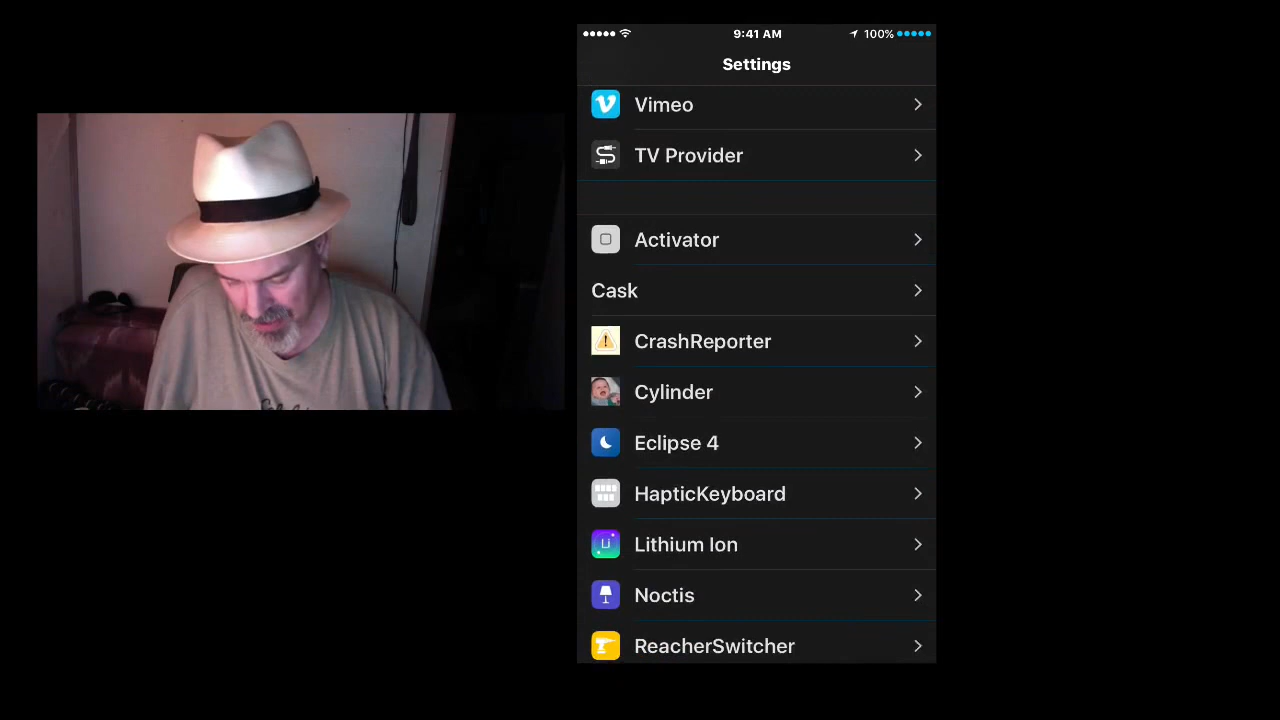 9:41 AM
100%
Settings
Vimeo
TV Provider
Activator
Cask
CrashReporter
Cylinder
Eclipse 4
HapticKeyboard
Li
Lithium Ion
Noctis
ReacherSwitcher